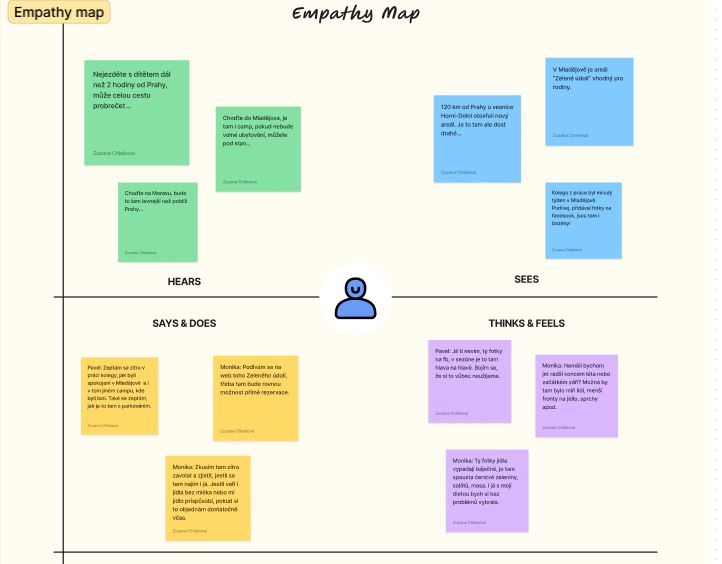 Empathy map
Empathy Map
Nejezděte s dítětem dál
než 2 hodiny od Prahy,
může celou cestu
probrečet...
Zuzana Chlebová
Choďte do Mladějova, je
tam i camp, pokud nebude
volné ubytování, můžete
pod stan...
Zuzana Chlebová
Choďte na Moravu, bude
to tam levnejší než poblíž
Prahy...
Zuzana Chlebová
HEARS
V Mladějově je areál
"Zelené údolí" vhodný pro
rodiny.
Zuzana Chlebová
120 km od Prahy u vesnice
Horní-Dolní otevřeli nový
areál. Je to tam ale dost
drahé...
Zuzana Chlebová
Kolega z práce byl minulý
týden v Mladějově.
Podívej, přidával fotky na
facebook, jsou tam i
bazény!
Zuzana Chlebová
SEES
SAYS & DOES
Pavel: Zeptám se zítra v
práci kolegy, jak byli
spokojeni v Mladějově a i
v tom jiném campu, kde
byli loni. Také se zeptám,
jak je to tam s parkováním.
Zuzana Chlebová
Monika: Podívám se na
web toho Zeleného údolí,
třeba tam bude rovnou
možnost přímé rezervace.
Zuzana Chlebová
Monika: Zkusím tam zítra
zavolat a zjistit, jestli se
tam najím i já. Jestli vaří i
jídla bez mléka nebo mi
jídlo prispůsobí, pokud si
to objednám dostatočně
včas.
Zuzana Chlebová
THINKS & FEELS
Pavel: Já ti nevím, ty fotky
na fb, v sezóne je to tam
hlava na hlavě. Bojím se,
že si to vůbec neužijeme.
Zuzana Chlebová
Monika: Neměli bychom
jet radši koncem léta nebo
začátkem září? Možná by
tam bylo míň lidí, menší
fronty na jídlo, sprchy
apod.
Zuzana Chlebová
Monika: Ty fotky jídla
vypadají báječně, je tam
spousta čerstvé zeleniny,
salátů, masa. I já s mojí
dietou bych si bez
problémů vybrala.
Zuzana Chlebová